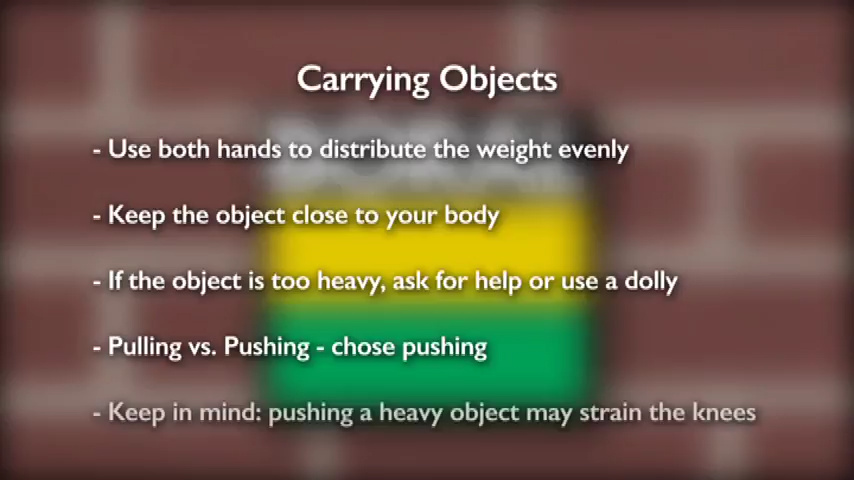 Carrying Objects
- Use both hands to distribute the weight evenly
- Keep the object close to your body
- If the object is too heavy, ask for help or use a dolly
- Pulling vs. Pushing - chose pushing
- Keep in mind: pushing a heavy object may strain the knees